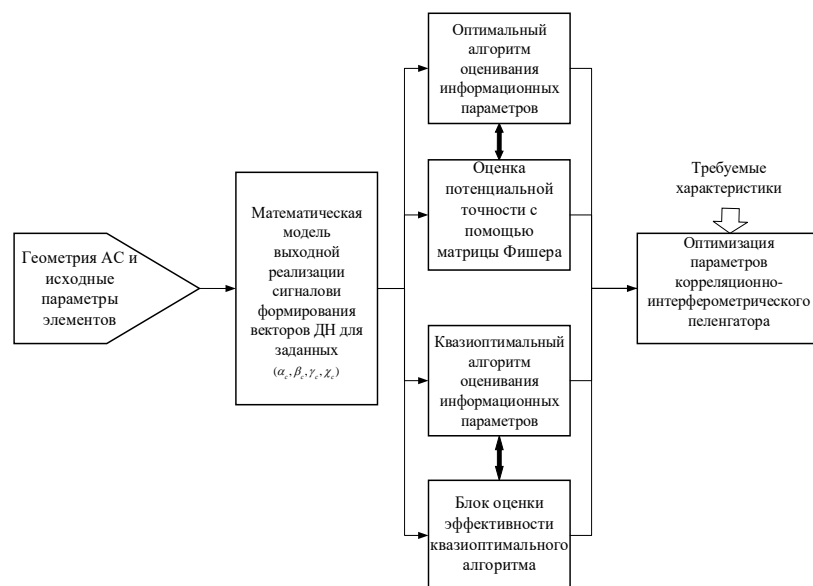 Геометрия АС и
исходные
параметры
элементов
Математическая
модель
выходной
реализации
сигналови
формирования
векторов ДН для
заданных
(α_c, β_c, γ_c, χ_c)
Оптимальный
алгоритм
оценивания
информационных
параметров
Оценка
потенциальной
точности с
помощью
матрицы Фишера
Квазиоптимальный
алгоритм
оценивания
информационных
параметров
Блок оценки
эффективности
квазиоптимального
алгоритма
Требуемые
характеристики
Оптимизация
параметров
корреляционно-
интерферометрического
пеленгатора